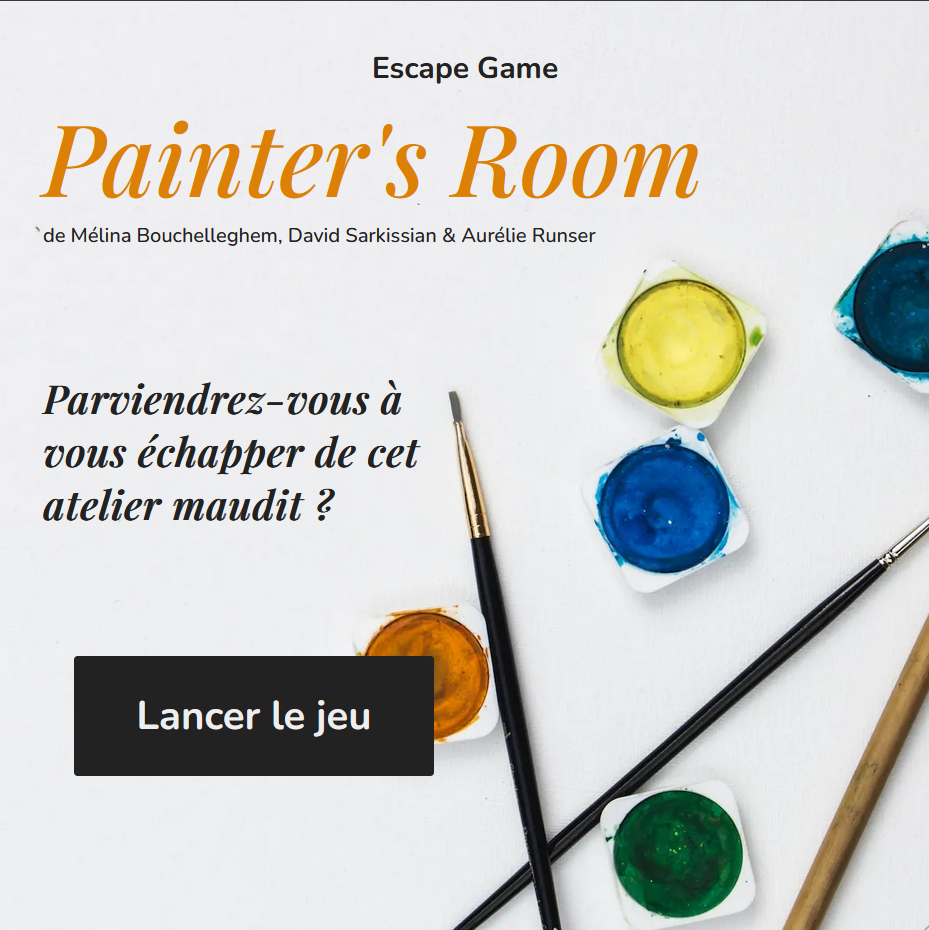 Escape Game
Painter's Room
`de Mélina Bouchelleghem, David Sarkissian & Aurélie Runser
Parviendrez-vous à
vous échapper de cet
atelier maudit ?
Lancer le jeu